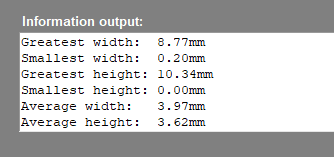 Information output:
Greatest width:  8.77mm
Smallest width:  0.20mm
Greatest height: 10.34mm
Smallest height: 0.00mm
Average width:   3.97mm
Average height:  3.62mm